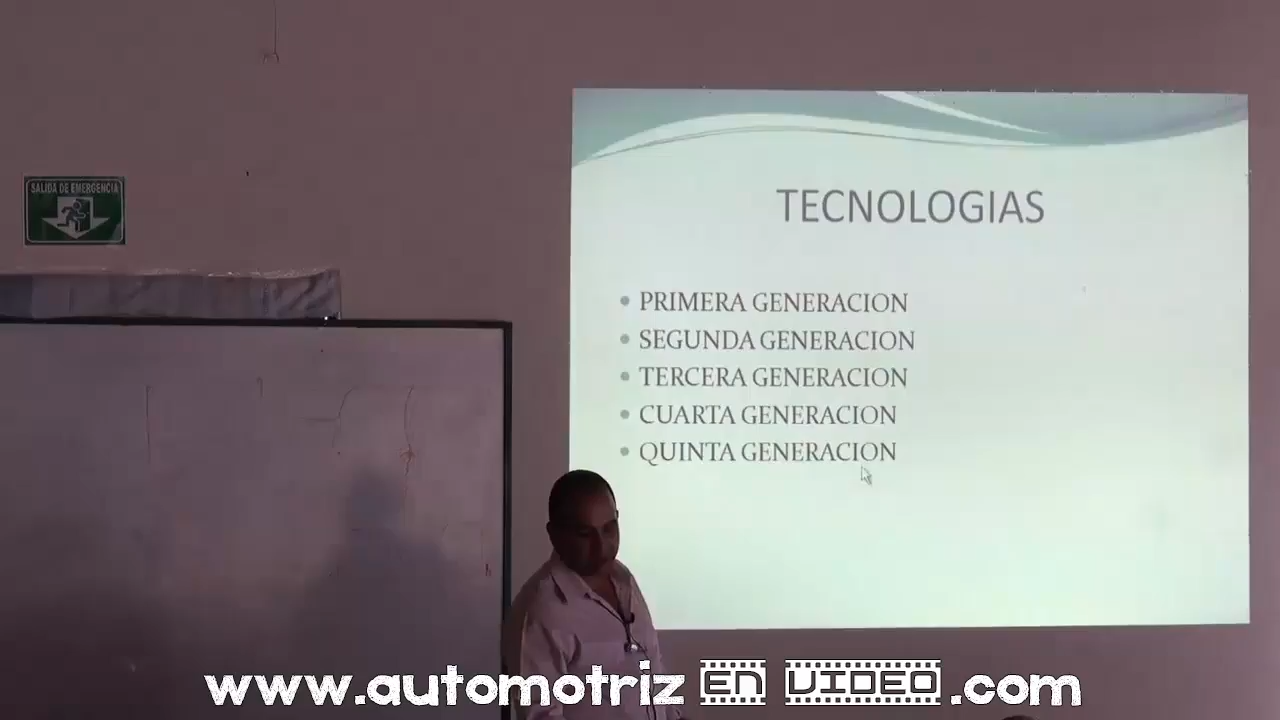 SALIDA DE EMERGENCIA
TECNOLOGIAS
PRIMERA GENERACION
SEGUNDA GENERACION
TERCERA GENERACION
CUARTA GENERACION
QUINTA GENERACION
www.automotriz EN VIDEO .com